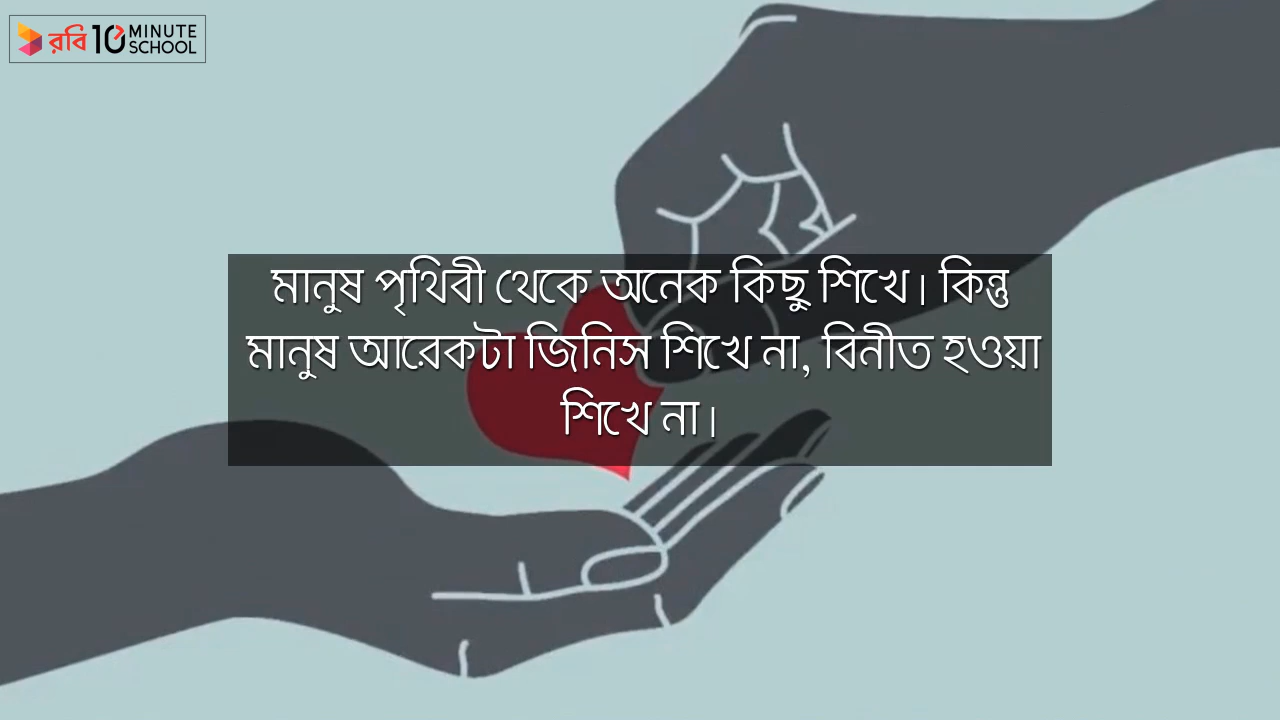 রবি 10 MINUTE
SCHOOL
মানুষ পৃথিবী থেকে অনেক কিছু শিখে। কিন্তু
মানুষ আরেকটা জিনিস শিখে না, বিনীত হওয়া
শিখে না।